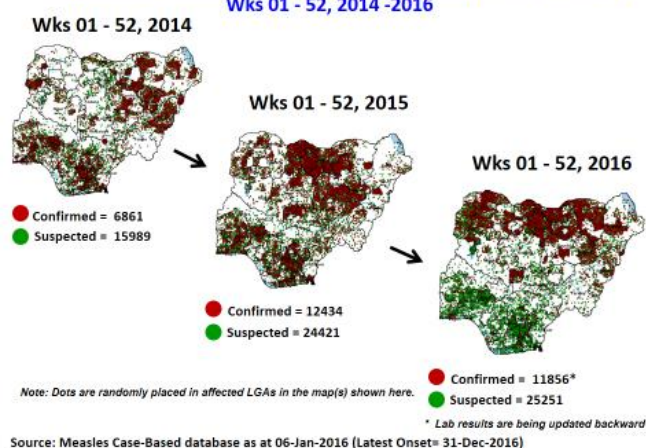 Wks 01 - 52, 2014 -2016
Wks 01 - 52, 2014
Wks 01 - 52, 2015
Wks 01 - 52, 2016
Confirmed = 6861
Suspected = 15989
Confirmed = 12434
Suspected = 24421
Confirmed = 11856*
Suspected = 25251
Note: Dots are randomly placed in affected LGAs in the map(s) shown here.
* Lab results are being updated backward
Source: Measles Case-Based database as at 06-Jan-2016 (Latest Onset= 31-Dec-2016)